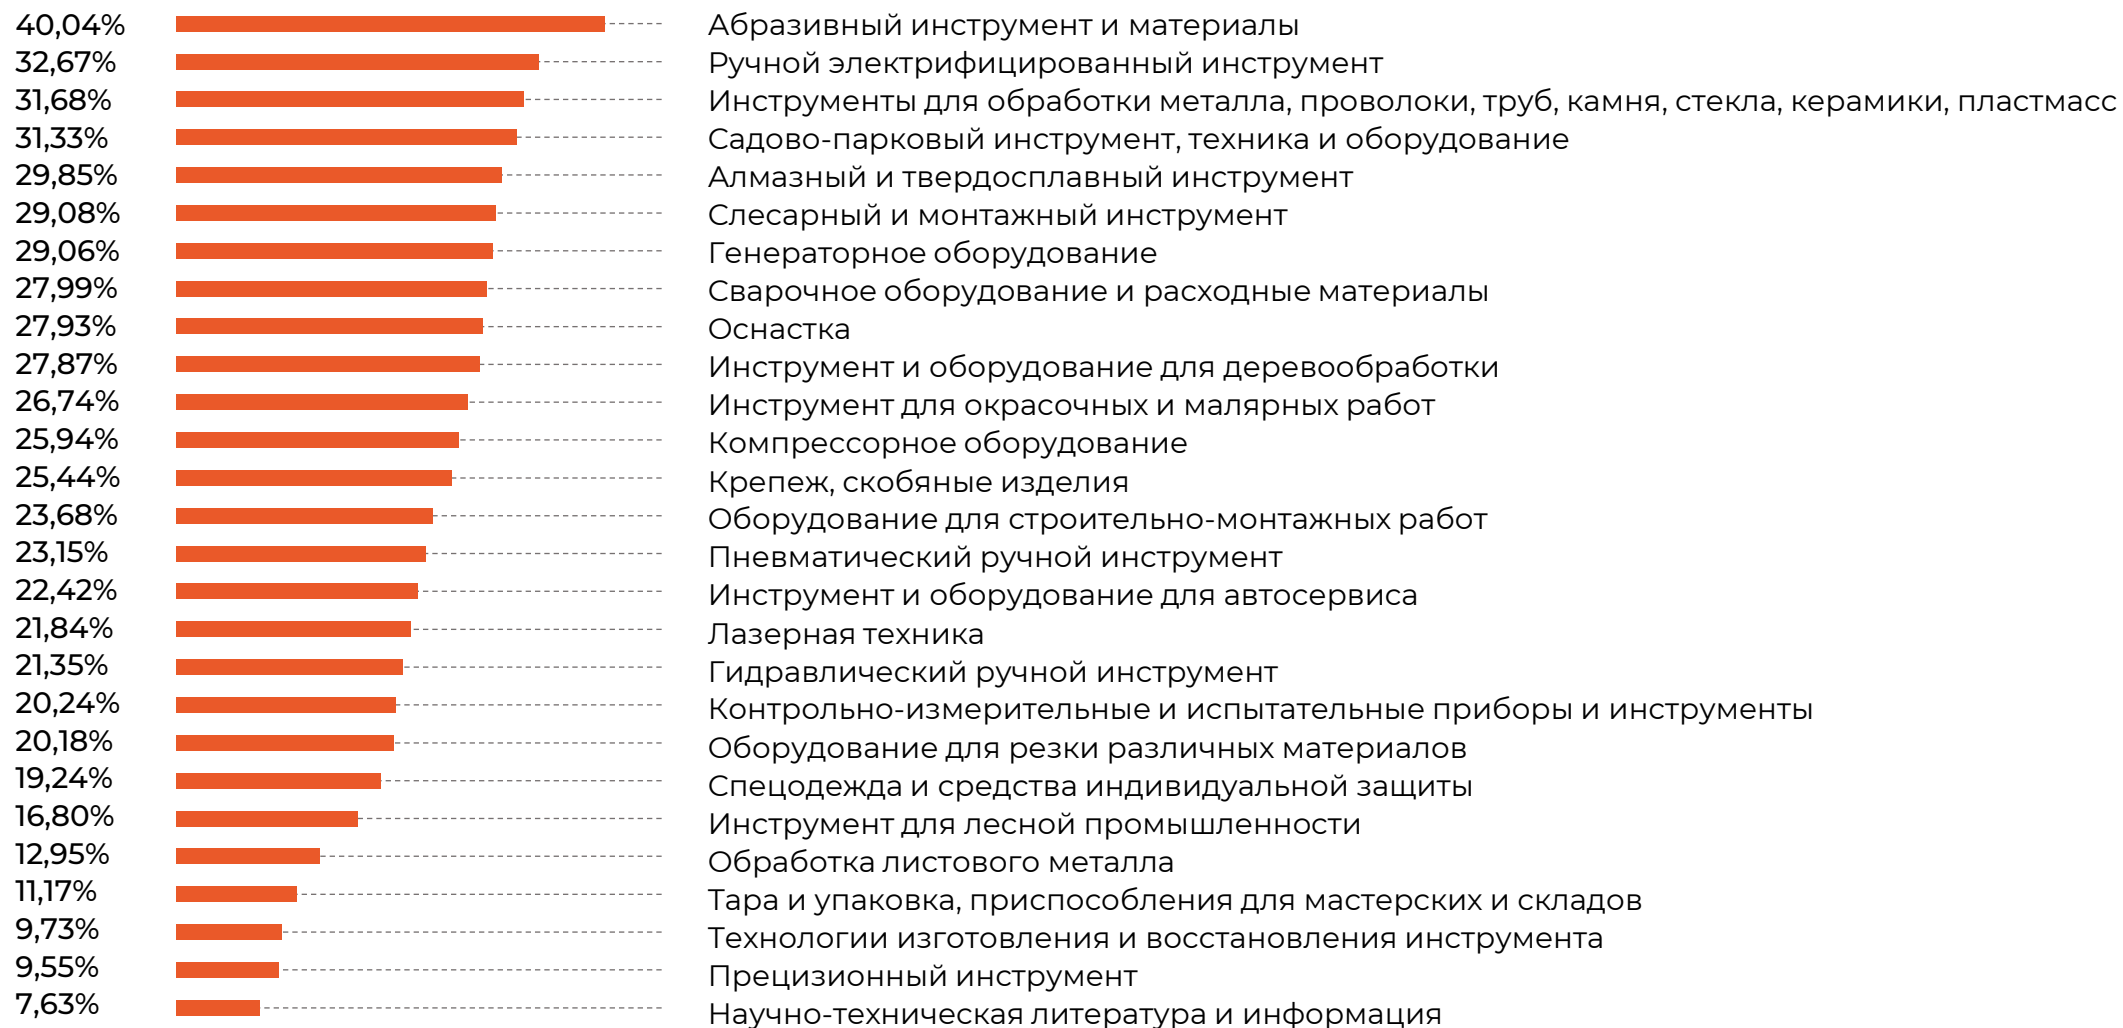 40,04% Абразивный инструмент и материалы
32,67% Ручной электрифицированный инструмент
31,68% Инструменты для обработки металла, проволоки, труб, камня, стекла, керамики, пластмасс
31,33% Садово-парковый инструмент, техника и оборудование
29,85% Алмазный и твердосплавный инструмент
29,08% Слесарный и монтажный инструмент
29,06% Генераторное оборудование
27,99% Сварочное оборудование и расходные материалы
27,93% Оснастка
27,87% Инструмент и оборудование для деревообработки
26,74% Инструмент для окрасочных и малярных работ
25,94% Компрессорное оборудование
25,44% Крепеж, скобяные изделия
23,68% Оборудование для строительно-монтажных работ
23,15% Пневматический ручной инструмент
22,42% Инструмент и оборудование для автосервиса
21,84% Лазерная техника
21,35% Гидравлический ручной инструмент
20,24% Контрольно-измерительные и испытательные приборы и инструменты
20,18% Оборудование для резки различных материалов
19,24% Спецодежда и средства индивидуальной защиты
16,80% Инструмент для лесной промышленности
12,95% Обработка листового металла
11,17% Тара и упаковка, приспособления для мастерских и складов
9,73% Технологии изготовления и восстановления инструмента
9,55% Прецизионный инструмент
7,63% Научно-техническая литература и информация